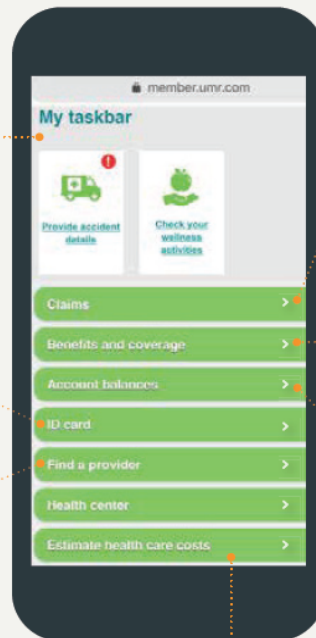 member.umr.com
My taskbar
!
Provide accident
details
Check your
wellness
activities
Claims
Benefits and coverage
Account balances
ID card
Find a provider
Health center
Estimate health care costs